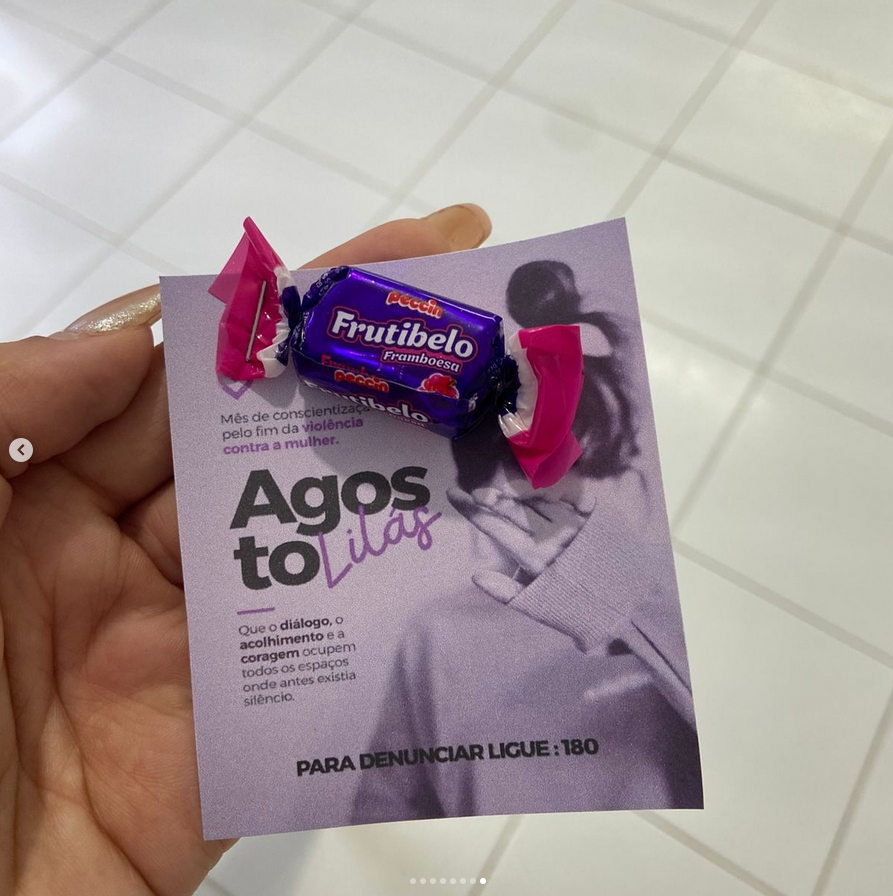 peccin
Frutibelo
Framboesa
peccin
Mês de conscientizaç
pelo fim da violência
contra a mulher.
Agos
to Lilás
Que o diálogo, o
acolhimento e a
coragem ocupem
todos os espaços
onde antes existia
silêncio.
PARA DENUNCIAR LIGUE : 180